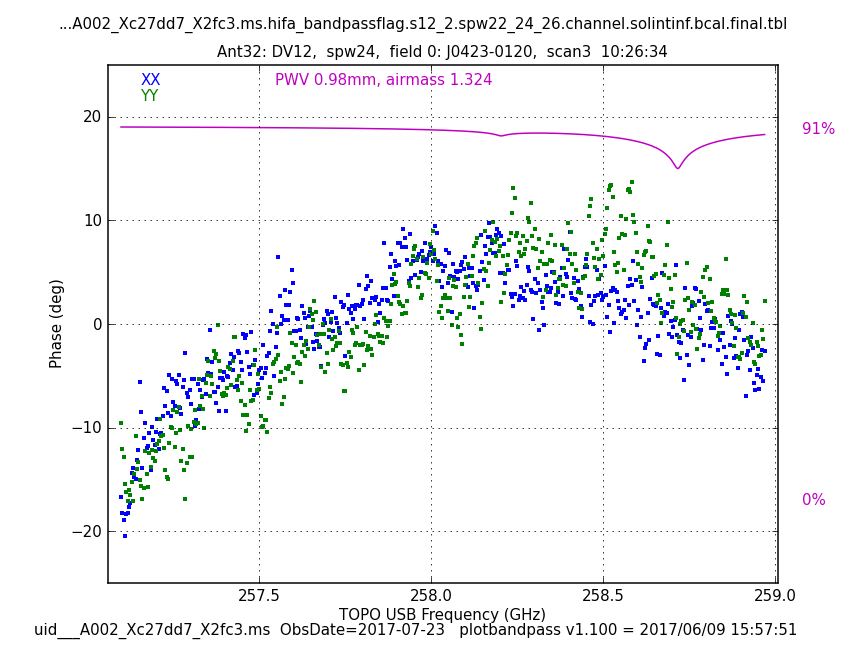 ...A002_Xc27dd7_X2fc3.ms.hifa_bandpassflag.s12_2.spw22_24_26.channel.solintinf.bcal.final.tbl
Ant32: DV12, spw24, field 0: J0423-0120, scan3 10:26:34
XX
PWV 0.98mm, airmass 1.324
YY
20
91%
10
0
−10
0%
−20
Phase (deg)
257.5 258.0 258.5 259.0
TOPO USB Frequency (GHz)
uid___A002_Xc27dd7_X2fc3.ms ObsDate=2017-07-23 plotbandpass v1.100 = 2017/06/09 15:57:51